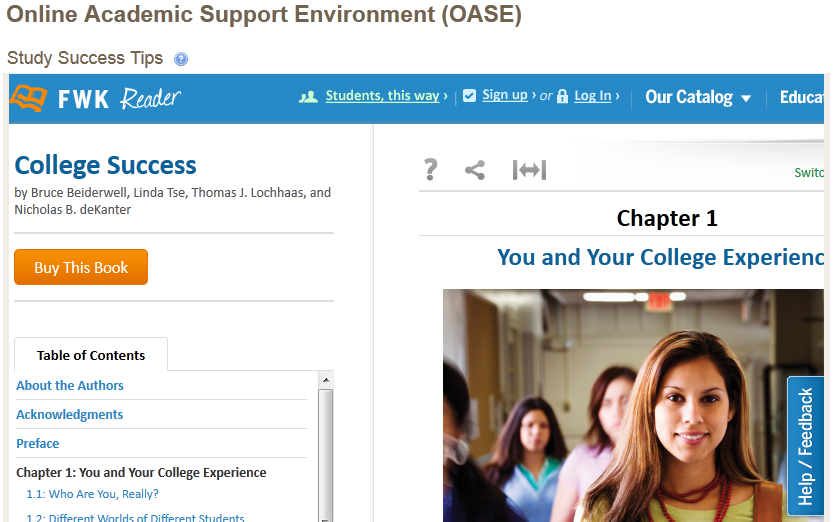 Online Academic Support Environment (OASE)
Study Success Tips ?
FWK Reader
Students, this way ›
Sign up › or Log In ›
Our Catalog
Educa
College Success
by Bruce Beiderwell, Linda Tse, Thomas J. Lochhaas, and
Nicholas B. deKanter
Buy This Book
Table of Contents
About the Authors
Acknowledgments
Preface
Chapter 1: You and Your College Experience
1.1: Who Are You, Really?
1.2: Different Worlds of Different Students
?
Switc
Chapter 1
You and Your College Experienc
Help / Feedback